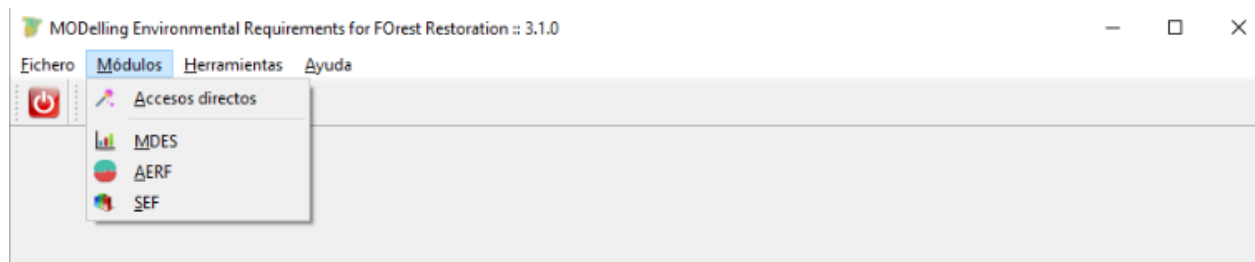 MODelling Environmental Requirements for FOrest Restoration :: 3.1.0
Fichero Módulos Herramientas Ayuda
Accesos directos
MDES
AERF
SEF